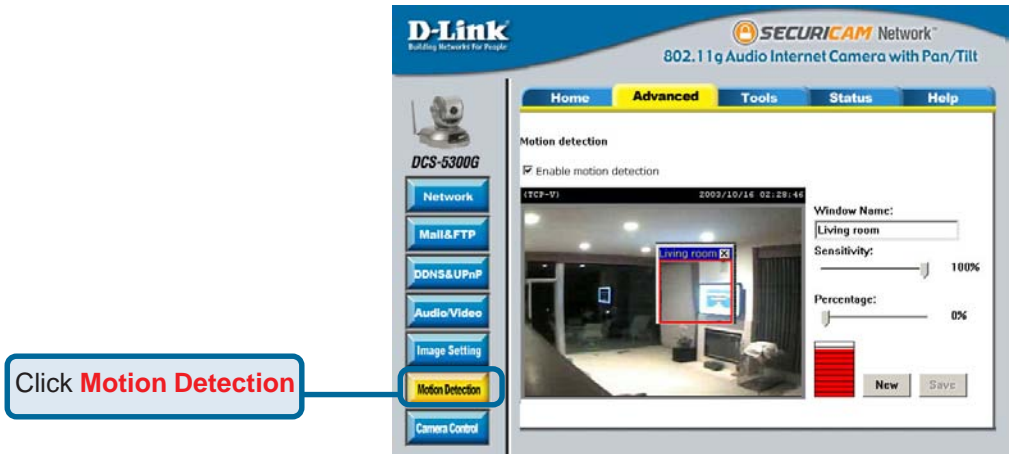 D-Link
Building Networks for People
SECURICAM Network™
802.11g Audio Internet Camera with Pan/Tilt
Home Advanced Tools Status Help
DCS-5300G
Network
Mail&FTP
DDNS&UPnP
Audio/Video
Image Setting
Motion Detection
Camera Control
Motion detection
Enable motion detection
(TCP-V) 2003/10/16 02:28:46
Living room
Window Name:
Living room
Sensitivity:
100%
Percentage:
0%
New Save
Click Motion Detection